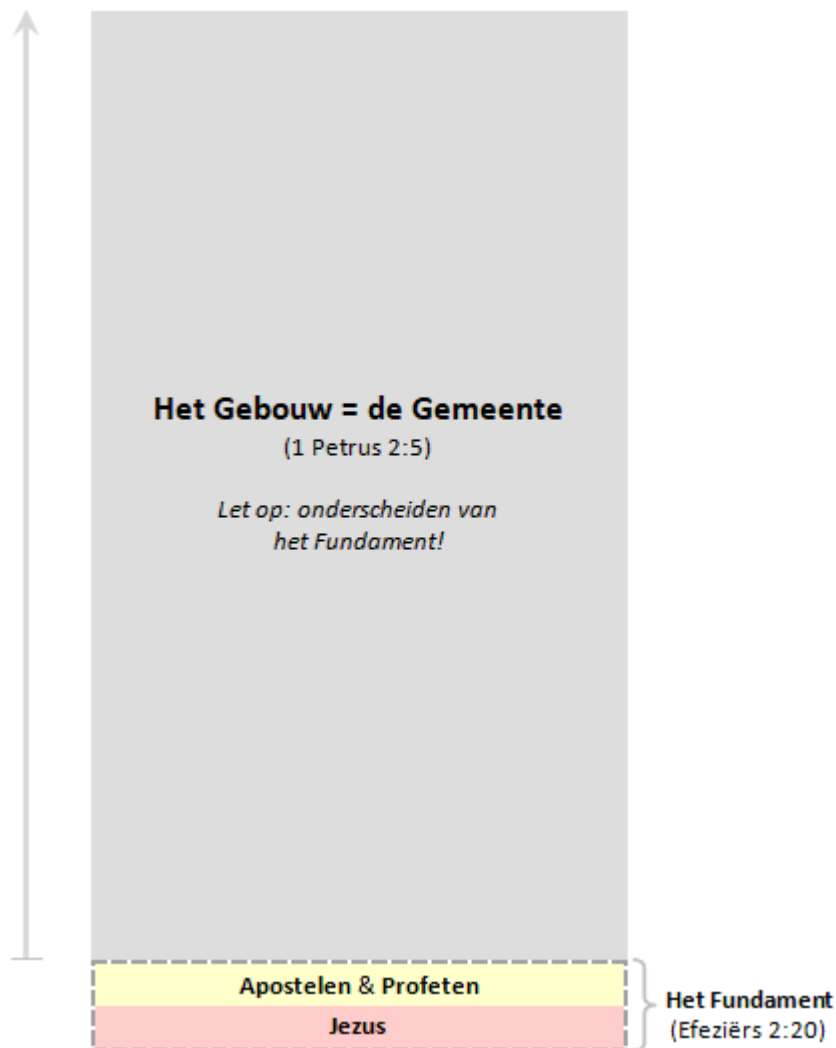 Het Gebouw = de Gemeente
(1 Petrus 2:5)
Let op: onderscheiden van
het Fundament!
Apostelen & Profeten
Jezus
Het Fundament
(Efeziërs 2:20)